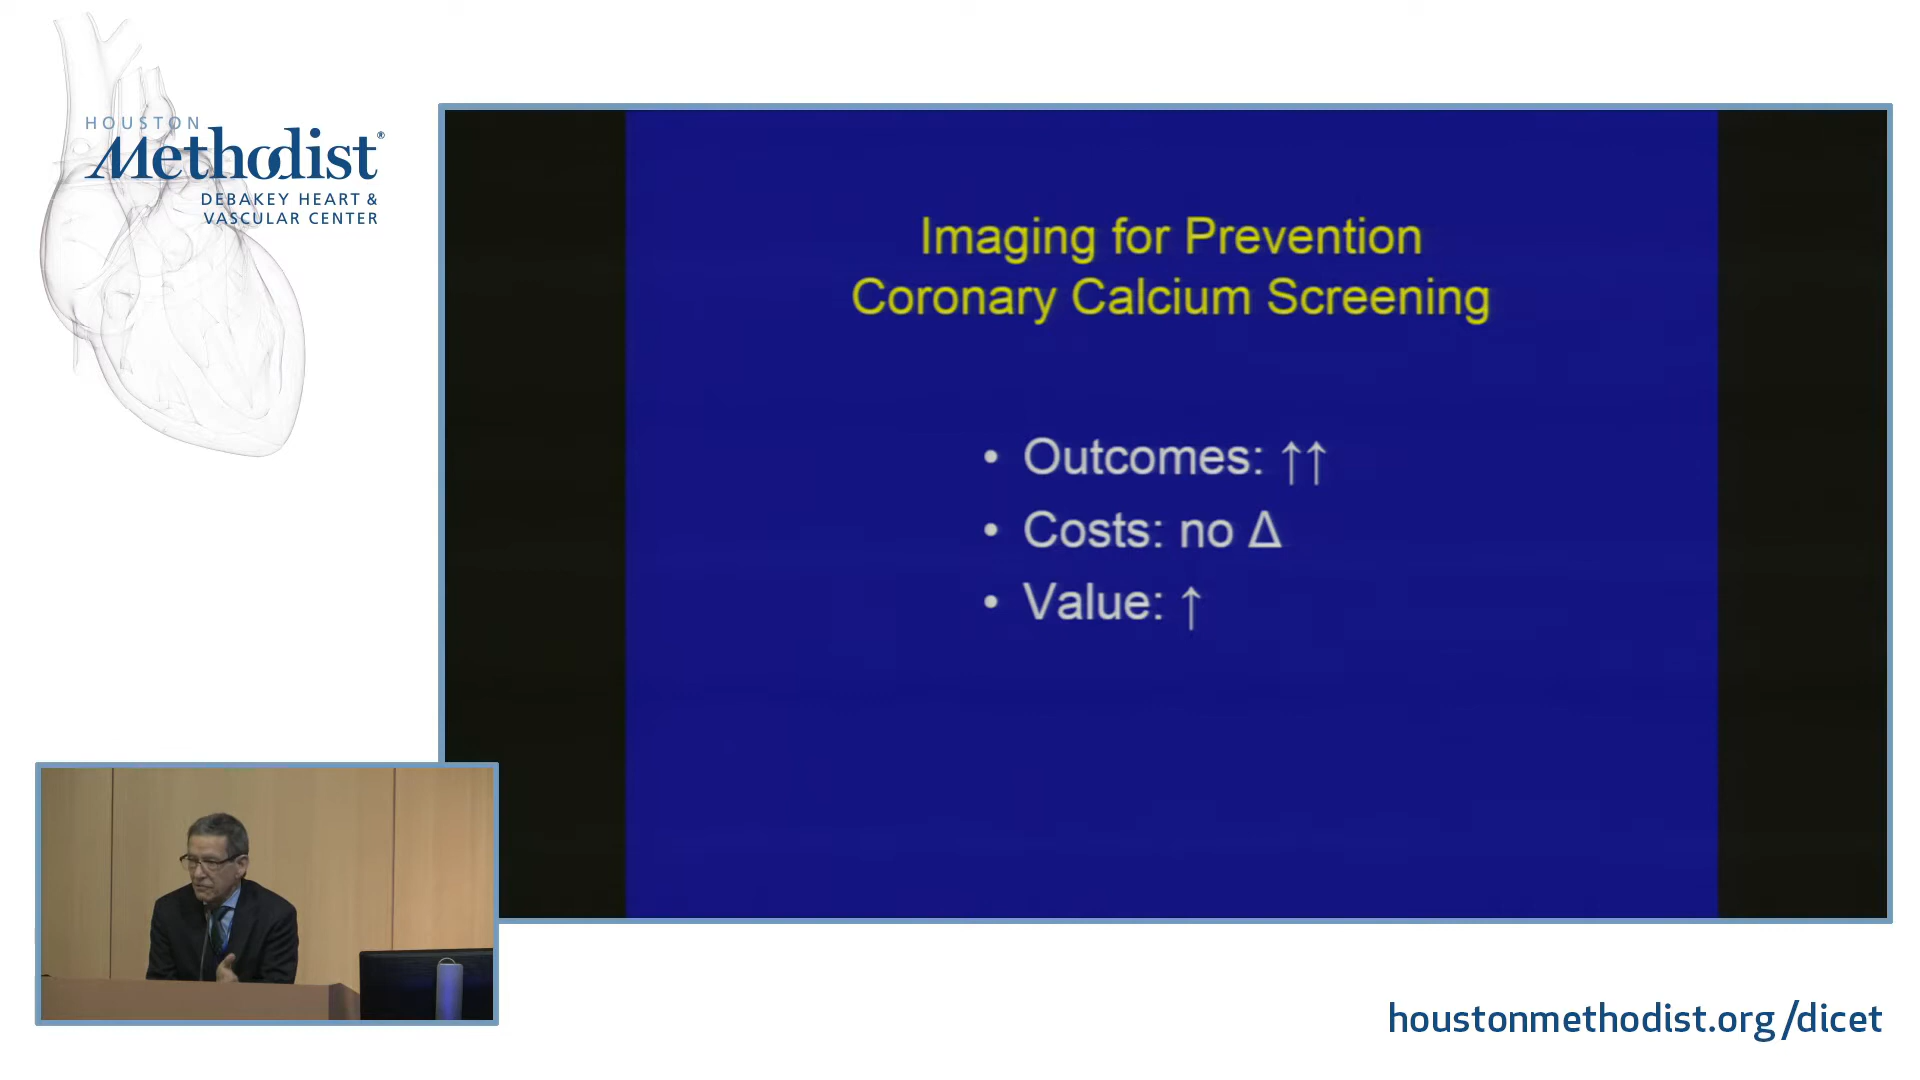 HOUSTON
Methodist®
DEBAKEY HEART &
VASCULAR CENTER
Imaging for Prevention
Coronary Calcium Screening
• Outcomes: ↑↑
• Costs: no Δ
• Value: ↑
houstonmethodist.org/dicet